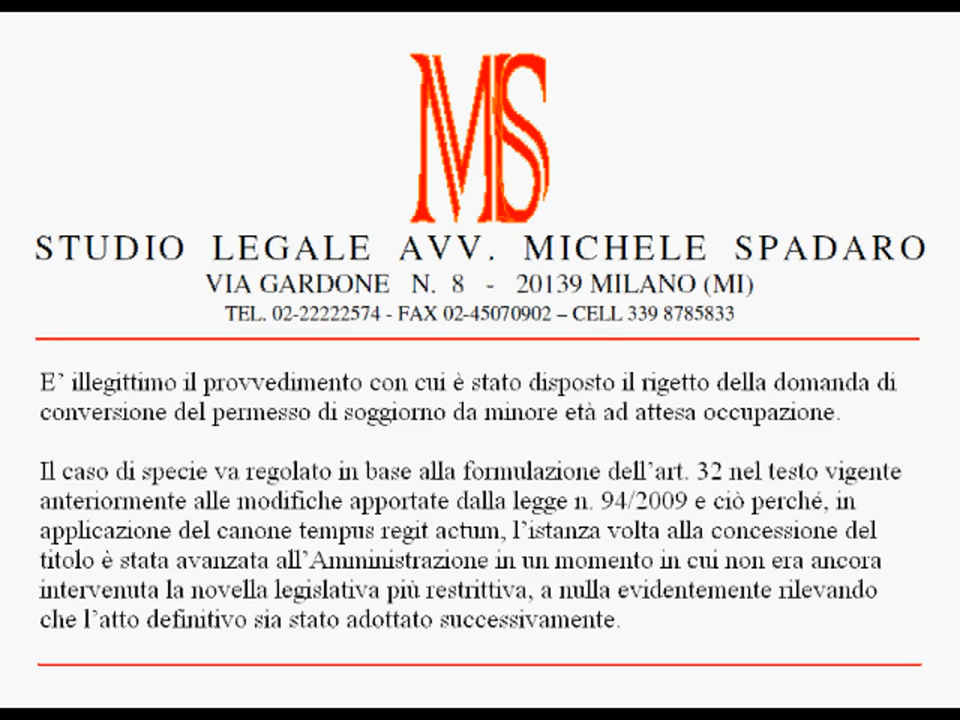 MS
STUDIO LEGALE AVV. MICHELE SPADARO
VIA GARDONE N. 8 - 20139 MILANO (MI)
TEL. 02-22222574 - FAX 02-45070902 – CELL 339 8785833
E’ illegittimo il provvedimento con cui è stato disposto il rigetto della domanda di
conversione del permesso di soggiorno da minore età ad attesa occupazione.
Il caso di specie va regolato in base alla formulazione dell’art. 32 nel testo vigente
anteriormente alle modifiche apportate dalla legge n. 94/2009 e ciò perché, in
applicazione del canone tempus regit actum, l’istanza volta alla concessione del
titolo è stata avanzata all’Amministrazione in un momento in cui non era ancora
intervenuta la novella legislativa più restrittiva, a nulla evidentemente rilevando
che l’atto definitivo sia stato adottato successivamente.